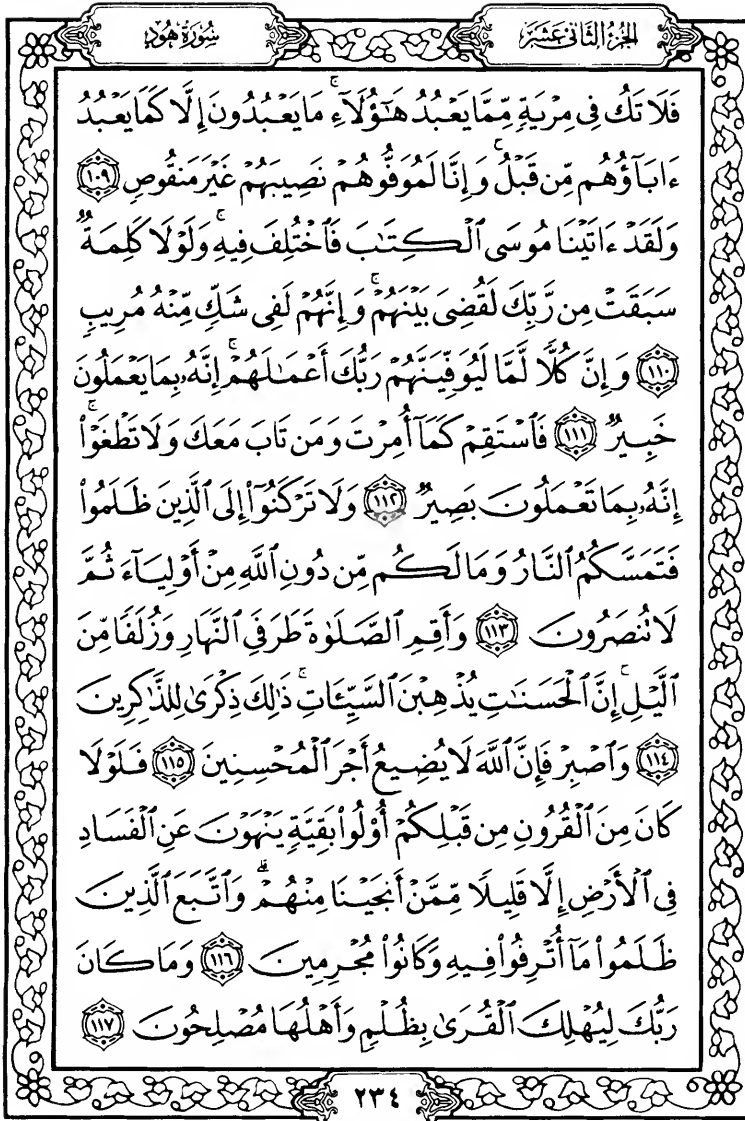 الجزء الثاني عشر
سورة هود
فَلَا تَكُ فِى مِرْيَةٍ مِّمَّا يَعْبُدُ هَٰٓؤُلَآءِ ۚ مَا يَعْبُدُونَ إِلَّا كَمَا يَعْبُدُ
ءَابَآؤُهُم مِّن قَبْلُ ۚ وَإِنَّا لَمُوَفُّوهُمْ نَصِيبَهُمْ غَيْرَ مَنقُوصٍ ١٠٩
وَلَقَدْ ءَاتَيْنَا مُوسَى ٱلْكِتَٰبَ فَٱخْتُلِفَ فِيهِ ۚ وَلَوْلَا كَلِمَةٌ
سَبَقَتْ مِن رَّبِّكَ لَقُضِىَ بَيْنَهُمْ ۚ وَإِنَّهُمْ لَفِى شَكٍّ مِّنْهُ مُرِيبٍ
١١٠ وَإِنَّ كُلًّا لَّمَّا لَيُوَفِّيَنَّهُمْ رَبُّكَ أَعْمَٰلَهُمْ ۚ إِنَّهُۥ بِمَا يَعْمَلُونَ
خَبِيرٌ ١١١ فَٱسْتَقِمْ كَمَآ أُمِرْتَ وَمَن تَابَ مَعَكَ وَلَا تَطْغَوْا۟ ۚ
إِنَّهُۥ بِمَا تَعْمَلُونَ بَصِيرٌ ١١٢ وَلَا تَرْكَنُوٓا۟ إِلَى ٱلَّذِينَ ظَلَمُوا۟
فَتَمَسَّكُمُ ٱلنَّارُ وَمَا لَكُم مِّن دُونِ ٱللَّهِ مِنْ أَوْلِيَآءَ ثُمَّ
لَا تُنصَرُونَ ١١٣ وَأَقِمِ ٱلصَّلَوٰةَ طَرَفَىِ ٱلنَّهَارِ وَزُلَفًا مِّنَ
ٱلَّيْلِ ۚ إِنَّ ٱلْحَسَنَٰتِ يُذْهِبْنَ ٱلسَّيِّـَٔاتِ ۚ ذَٰلِكَ ذِكْرَىٰ لِلذَّٰكِرِينَ
١١٤ وَٱصْبِرْ فَإِنَّ ٱللَّهَ لَا يُضِيعُ أَجْرَ ٱلْمُحْسِنِينَ ١١٥ فَلَوْلَا
كَانَ مِنَ ٱلْقُرُونِ مِن قَبْلِكُمْ أُو۟لُوا۟ بَقِيَّةٍ يَنْهَوْنَ عَنِ ٱلْفَسَادِ
فِى ٱلْأَرْضِ إِلَّا قَلِيلًا مِّمَّنْ أَنجَيْنَا مِنْهُمْ ۗ وَٱتَّبَعَ ٱلَّذِينَ
ظَلَمُوا۟ مَآ أُتْرِفُوا۟ فِيهِ وَكَانُوا۟ مُجْرِمِينَ ١١٦ وَمَا كَانَ
رَبُّكَ لِيُهْلِكَ ٱلْقُرَىٰ بِظُلْمٍ وَأَهْلُهَا مُصْلِحُونَ ١١٧
٢٣٤